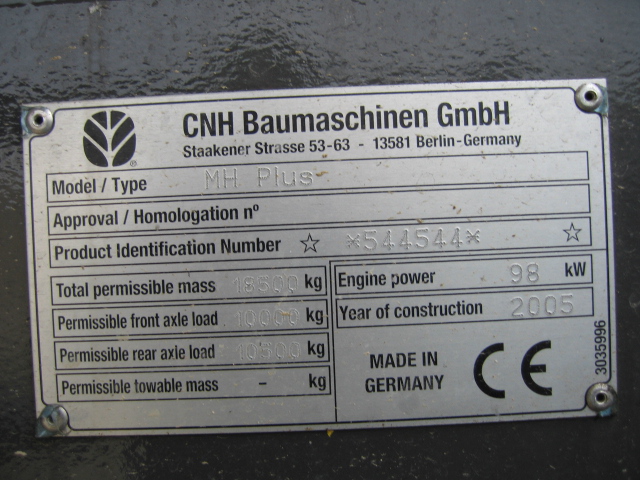 CNH Baumaschinen GmbH
Staakener Strasse 53-63 - 13581 Berlin-Germany
Model / Type MH Plus
Approval / Homologation nº
Product Identification Number ☆ *544544* ☆
Total permissible mass kg
Permissible front axle load 10000 kg
Permissible rear axle load kg
Permissible towable mass - kg
Engine power 98 kW
Year of construction 2005
MADE IN
GERMANY
CE
3035996